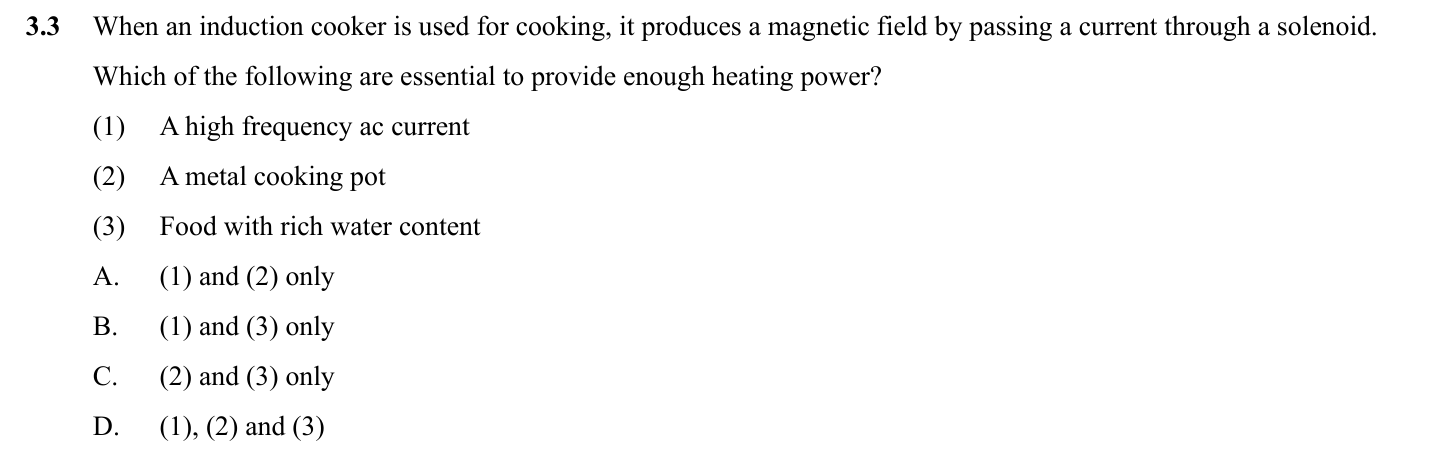 3.3 When an induction cooker is used for cooking, it produces a magnetic field by passing a current through a solenoid.
Which of the following are essential to provide enough heating power?
(1) A high frequency ac current
(2) A metal cooking pot
(3) Food with rich water content
A. (1) and (2) only
B. (1) and (3) only
C. (2) and (3) only
D. (1), (2) and (3)